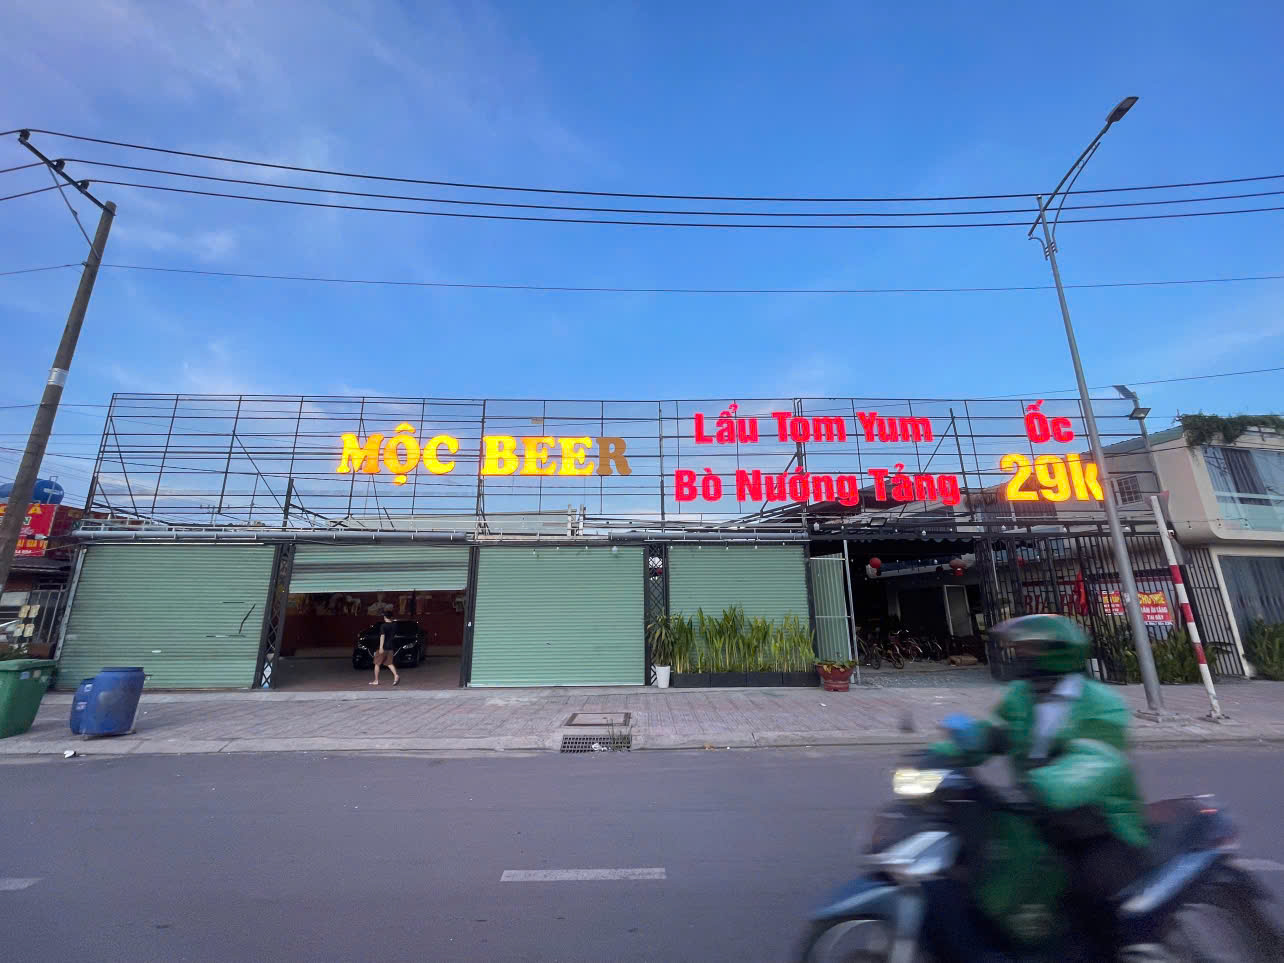 MỘC BEER
Lẩu Tom Yum
Bò Nướng Tảng
Ốc
29k